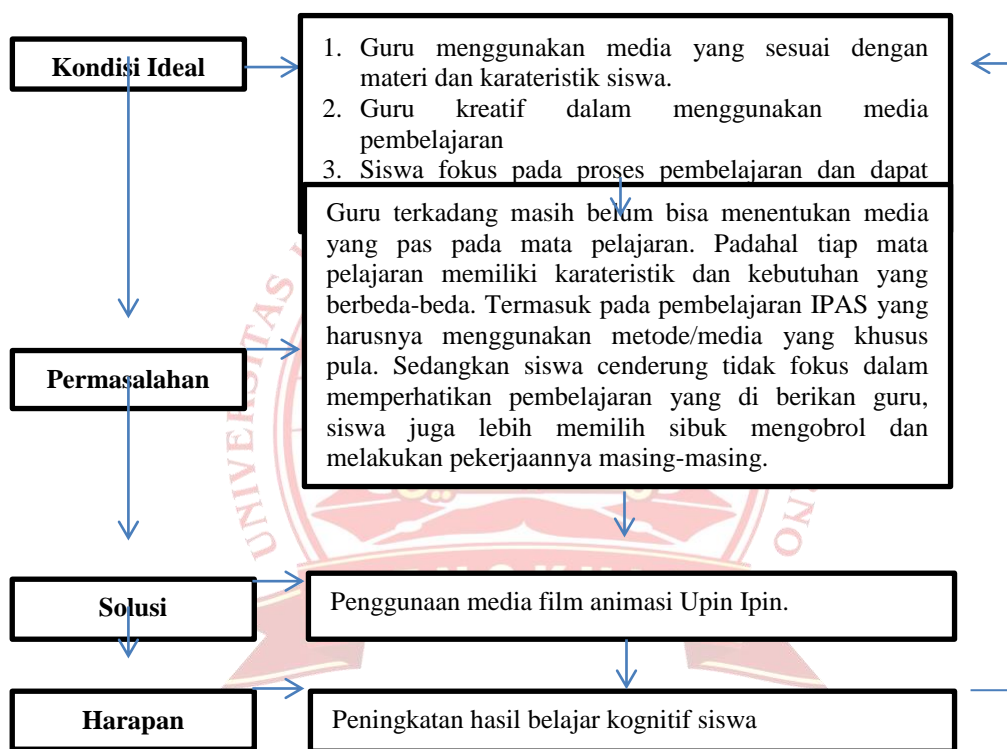 Kondisi Ideal
1. Guru menggunakan media yang sesuai dengan
materi dan karateristik siswa.
2. Guru kreatif dalam menggunakan media
pembelajaran
3. Siswa fokus pada proses pembelajaran dan dapat
Permasalahan
Guru terkadang masih belum bisa menentukan media
yang pas pada mata pelajaran. Padahal tiap mata
pelajaran memiliki karateristik dan kebutuhan yang
berbeda-beda. Termasuk pada pembelajaran IPAS yang
harusnya menggunakan metode/media yang khusus
pula. Sedangkan siswa cenderung tidak fokus dalam
memperhatikan pembelajaran yang di berikan guru,
siswa juga lebih memilih sibuk mengobrol dan
melakukan pekerjaannya masing-masing.
Solusi
Penggunaan media film animasi Upin Ipin.
Harapan
Peningkatan hasil belajar kognitif siswa
UNIVERSITAS